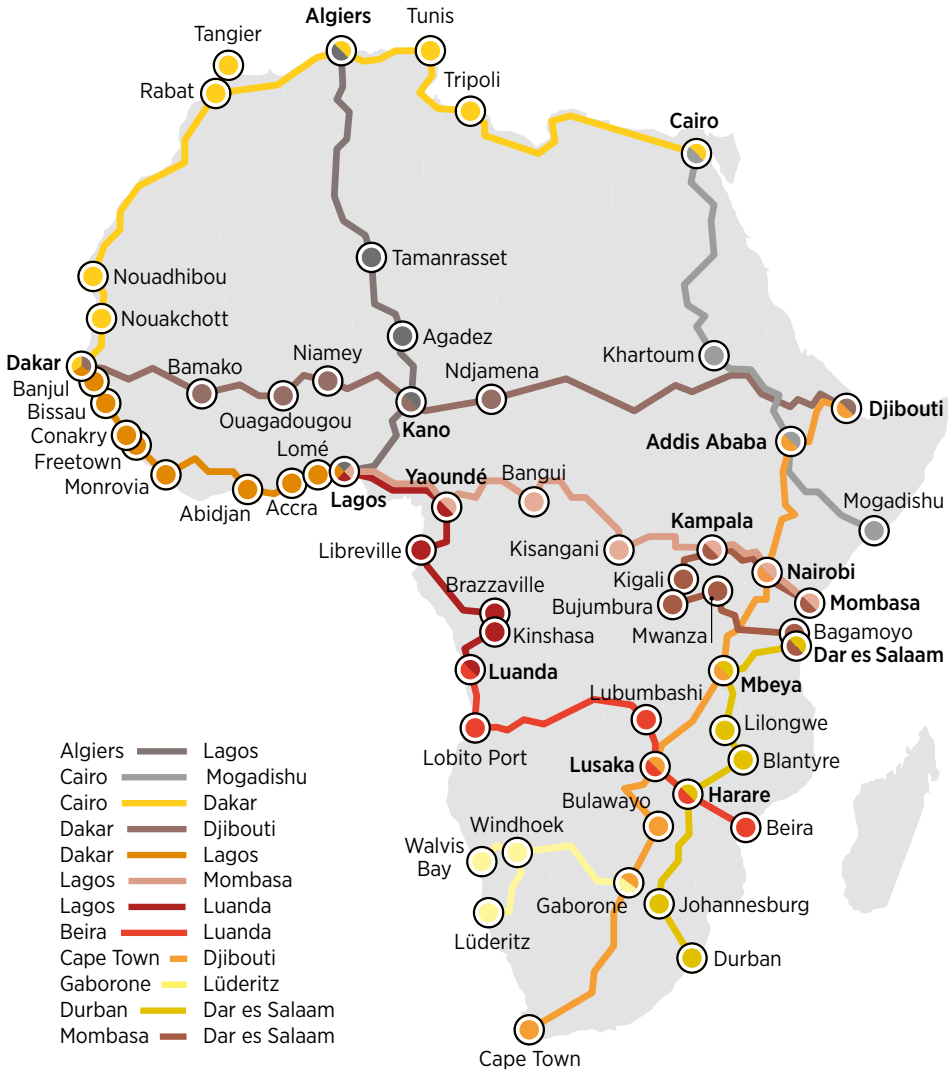 Algiers
Tunis
Tangier
Tripoli
Rabat
Cairo
Tamanrasset
Nouadhibou
Nouakchott
Agadez
Khartoum
Niamey
Dakar
Bamako
Ndjamena
Banjul
Bissau
Ouagadougou
Kano
Djibouti
Conakry
Addis Ababa
Lomé
Freetown
Yaoundé
Bangui
Monrovia
Lagos
Mogadishu
Abidjan
Accra
Kampala
Libreville
Kisangani
Nairobi
Kigali
Brazzaville
Bujumbura
Mombasa
Kinshasa
Mwanza
Bagamoyo
Dar es Salaam
Luanda
Mbeya
Lubumbashi
Lilongwe
Lobito Port
Blantyre
Lusaka
Harare
Bulawayo
Windhoek
Beira
Walvis
Bay
Gaborone
Johannesburg
Lüderitz
Durban
Cape Town
Algiers Lagos
Cairo Mogadishu
Cairo Dakar
Dakar Djibouti
Dakar Lagos
Lagos Mombasa
Lagos Luanda
Beira Luanda
Cape Town Djibouti
Gaborone Lüderitz
Durban Dar es Salaam
Mombasa Dar es Salaam